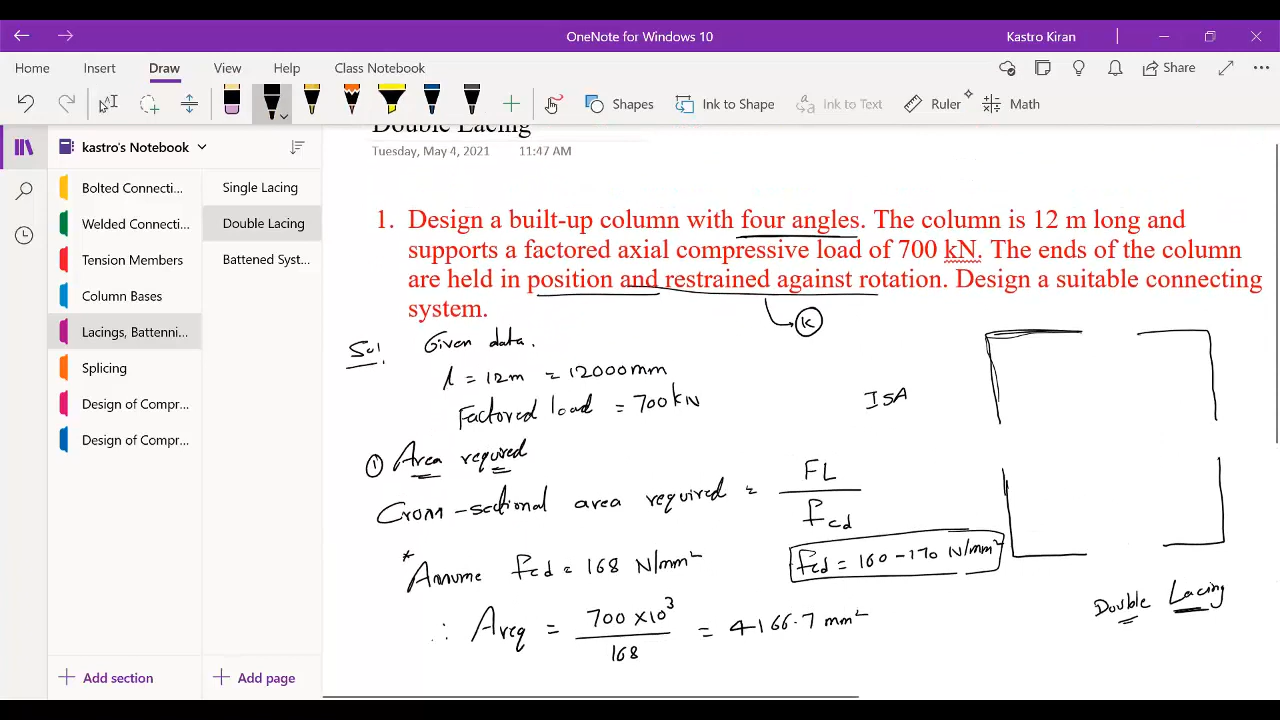 OneNote for Windows 10
Kastro Kiran
Home Insert Draw View Help Class Notebook
Share
Shapes Ink to Shape Ink to Text Ruler Math
kastro's Notebook
Bolted Connecti...
Welded Connecti...
Tension Members
Column Bases
Lacings, Battenni...
Splicing
Design of Compr...
Design of Compr...
Add section
Single Lacing
Double Lacing
Battened Syst...
Add page
Double Lacing
Tuesday, May 4, 2021 11:47 AM
1. Design a built-up column with four angles. The column is 12 m long and
supports a factored axial compressive load of 700 kN. The ends of the column
are held in position and restrained against rotation. Design a suitable connecting
system.
K
Sol
Given data.
l = 12m = 12000mm
Factored load = 700kN
ISA
① Area required
Cross-sectional area required = FL / fcd
* Assume fcd = 168 N/mm²
fcd = 160-170 N/mm²
∴ Areq = 700 x10³ / 168 = 4166.7 mm²
Double Lacing